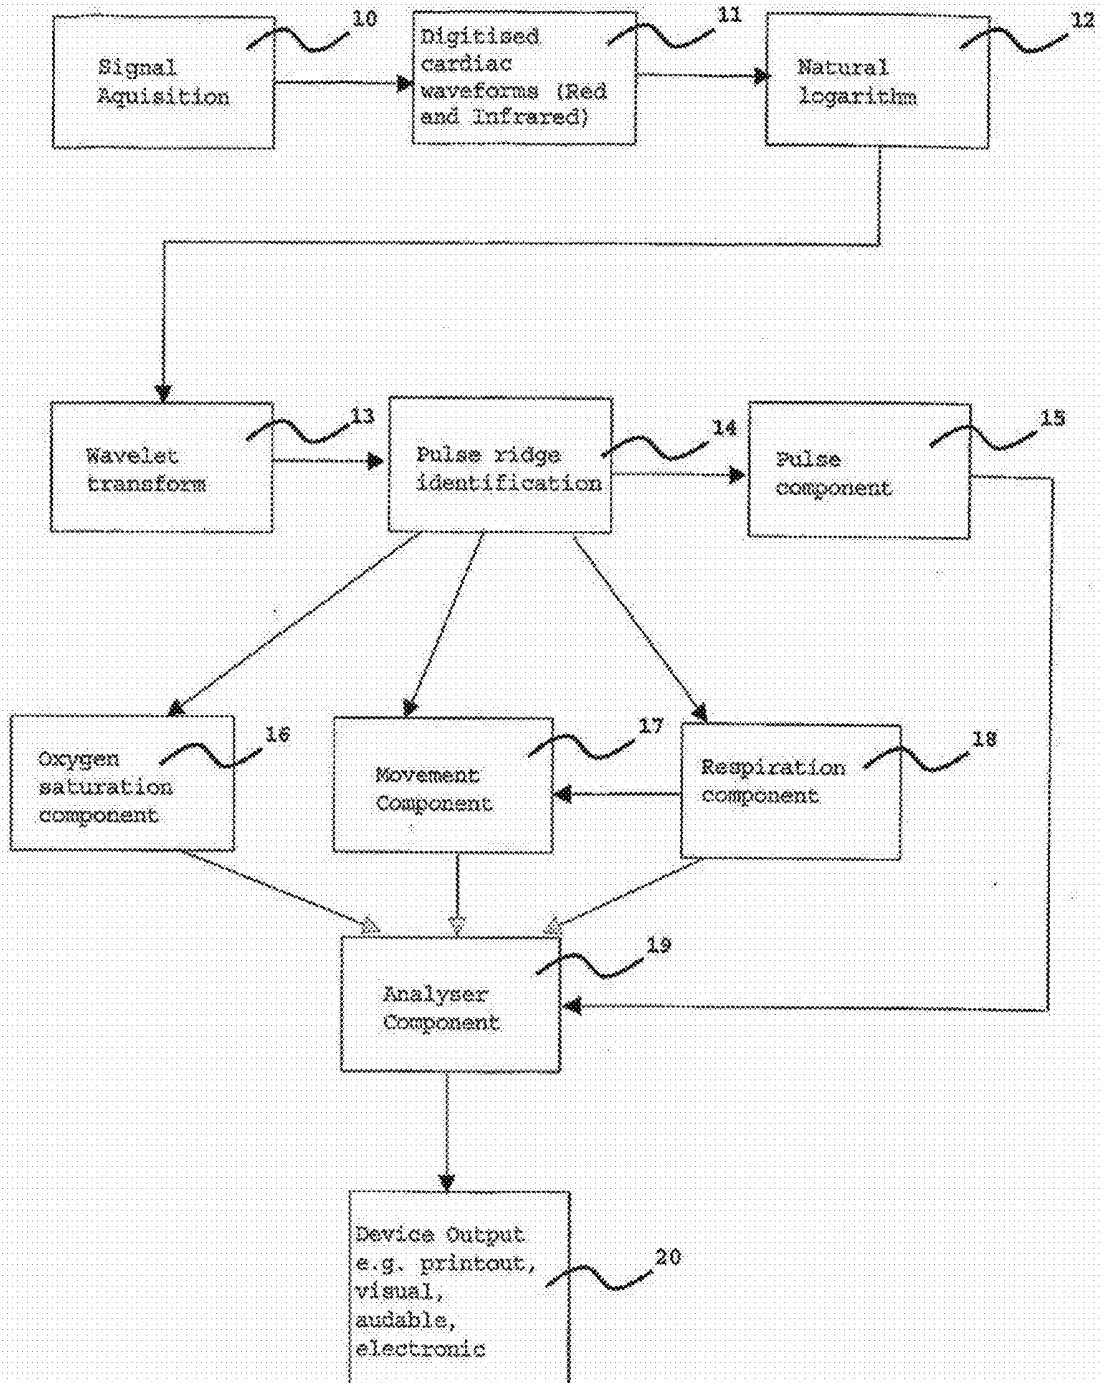 10
Signal
Aquisition
11
Digitised
cardiac
waveforms (Red
and Infrared)
12
Natural
logarithm
13
Wavelet
transform
14
Pulse ridge
identification
15
Pulse
component
16
Oxygen
saturation
component
17
Movement
Component
18
Respiration
component
19
Analyser
Component
20
Device Output
e.g. printout,
visual,
audable,
electronic